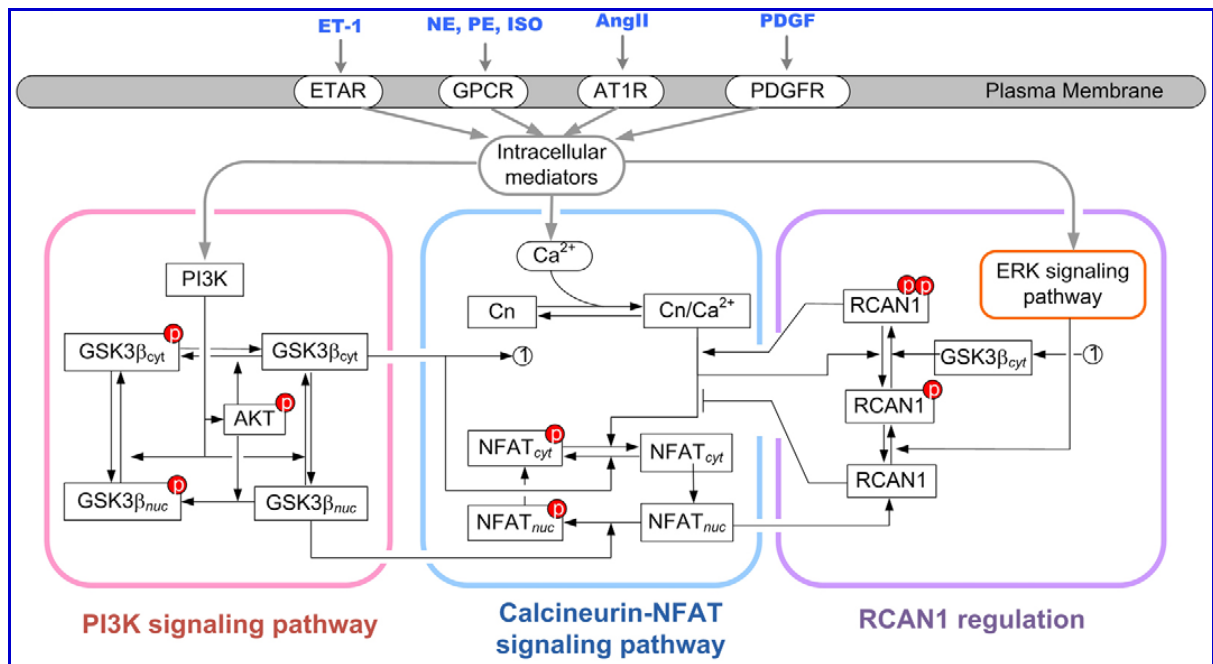 ET-1
NE, PE, ISO
AngII
PDGF
ETAR
GPCR
AT1R
PDGFR
Plasma Membrane
Intracellular
mediators
PI3K
GSK3βcyt
p
GSK3βcyt
AKT
p
GSK3βnuc
p
GSK3βnuc
PI3K signaling pathway
Ca2+
Cn
Cn/Ca2+
1
NFATcyt
p
NFATcyt
NFATnuc
p
NFATnuc
Calcineurin-NFAT
signaling pathway
ERK signaling
pathway
RCAN1
p p
GSK3βcyt
1
RCAN1
p
RCAN1
RCAN1 regulation